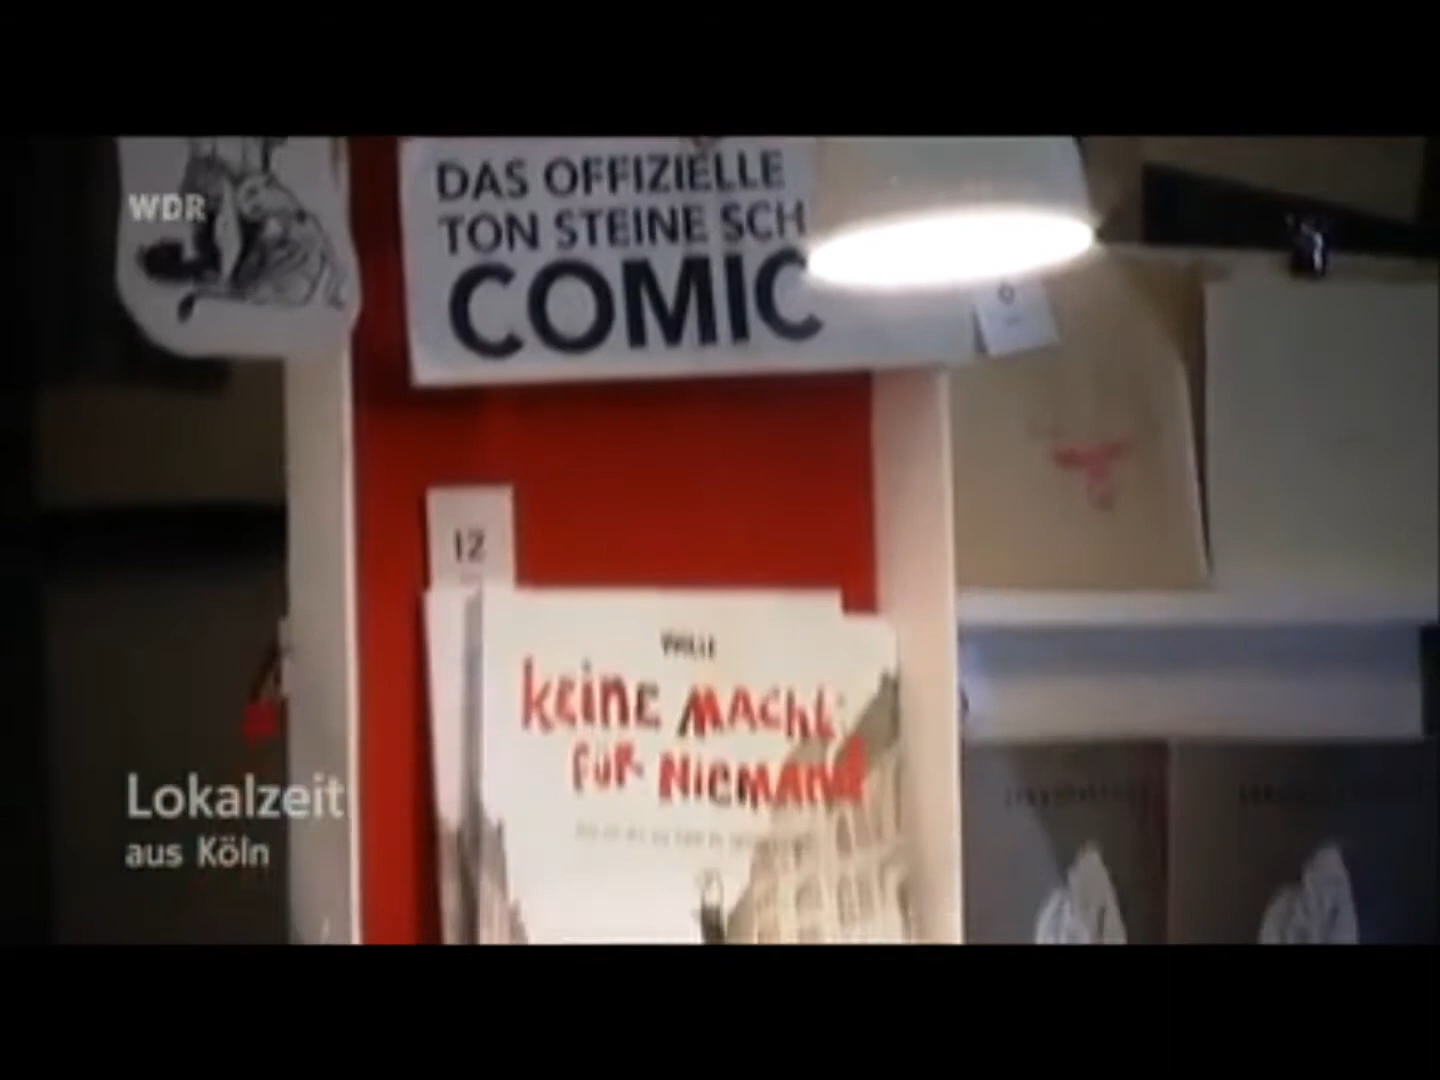 WDR
DAS OFFIZIELLE
TON STEINE SCH
COMIC
12
keine MACHt
FÜR NiEMAND
Lokalzeit
aus Köln